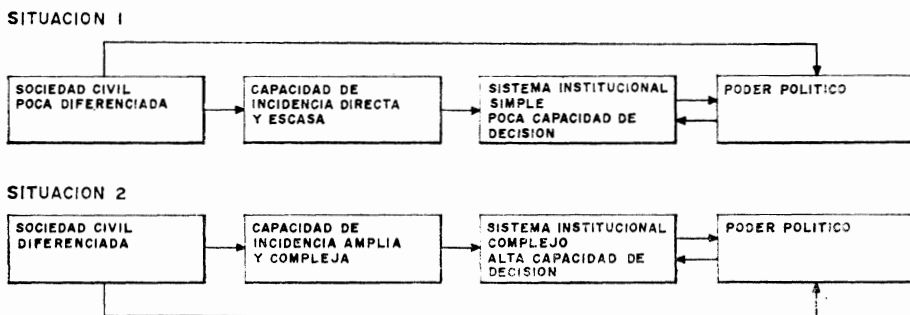 SITUACION 1
SOCIEDAD CIVIL
POCA DIFERENCIADA
CAPACIDAD DE
INCIDENCIA DIRECTA
Y ESCASA
SISTEMA INSTITUCIONAL
SIMPLE
POCA CAPACIDAD DE
DECISION
PODER POLITICO
SITUACION 2
SOCIEDAD CIVIL
DIFERENCIADA
CAPACIDAD DE
INCIDENCIA AMPLIA
Y COMPLEJA
SISTEMA INSTITUCIONAL
COMPLEJO
ALTA CAPACIDAD DE
DECISION
PODER POLITICO